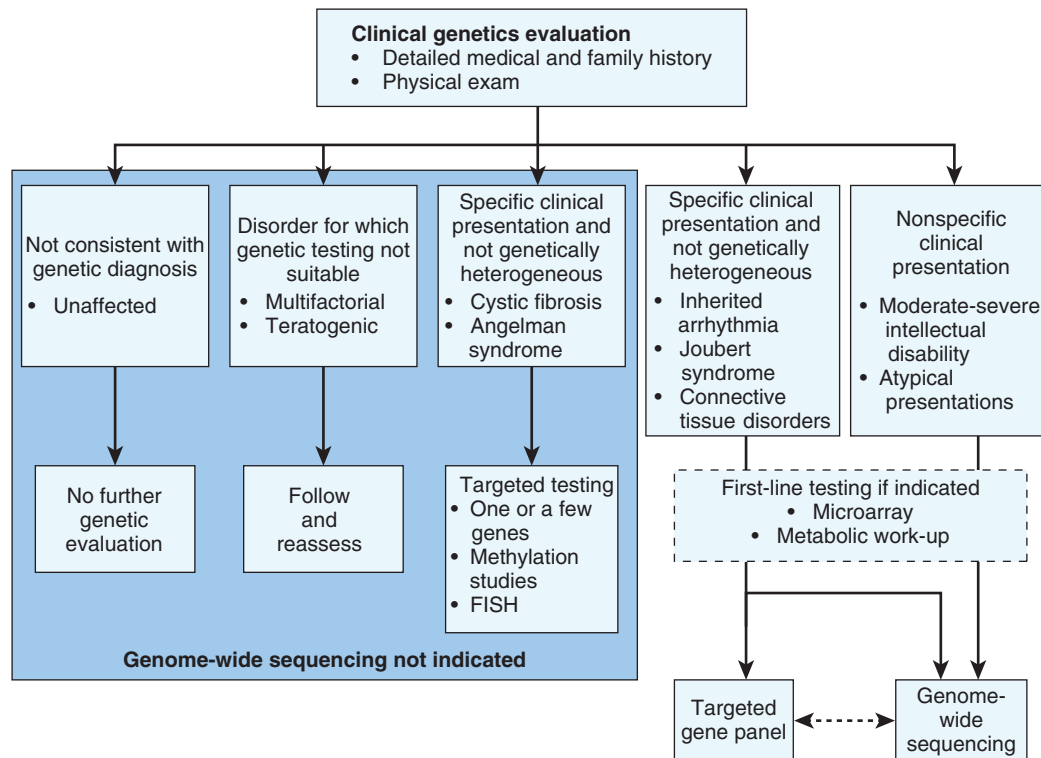 Clinical genetics evaluation
• Detailed medical and family history
• Physical exam
Not consistent with
genetic diagnosis
• Unaffected
Disorder for which
genetic testing not
suitable
• Multifactorial
• Teratogenic
Specific clinical
presentation and
not genetically
heterogeneous
• Cystic fibrosis
• Angelman
syndrome
Specific clinical
presentation and
not genetically
heterogeneous
• Inherited
arrhythmia
• Joubert
syndrome
• Connective
tissue disorders
Nonspecific
clinical
presentation
• Moderate-severe
intellectual
disability
• Atypical
presentations
No further
genetic
evaluation
Follow
and
reassess
Targeted testing
• One or a few
genes
• Methylation
studies
• FISH
First-line testing if indicated
• Microarray
• Metabolic work-up
Genome-wide sequencing not indicated
Targeted
gene panel
Genome-
wide
sequencing